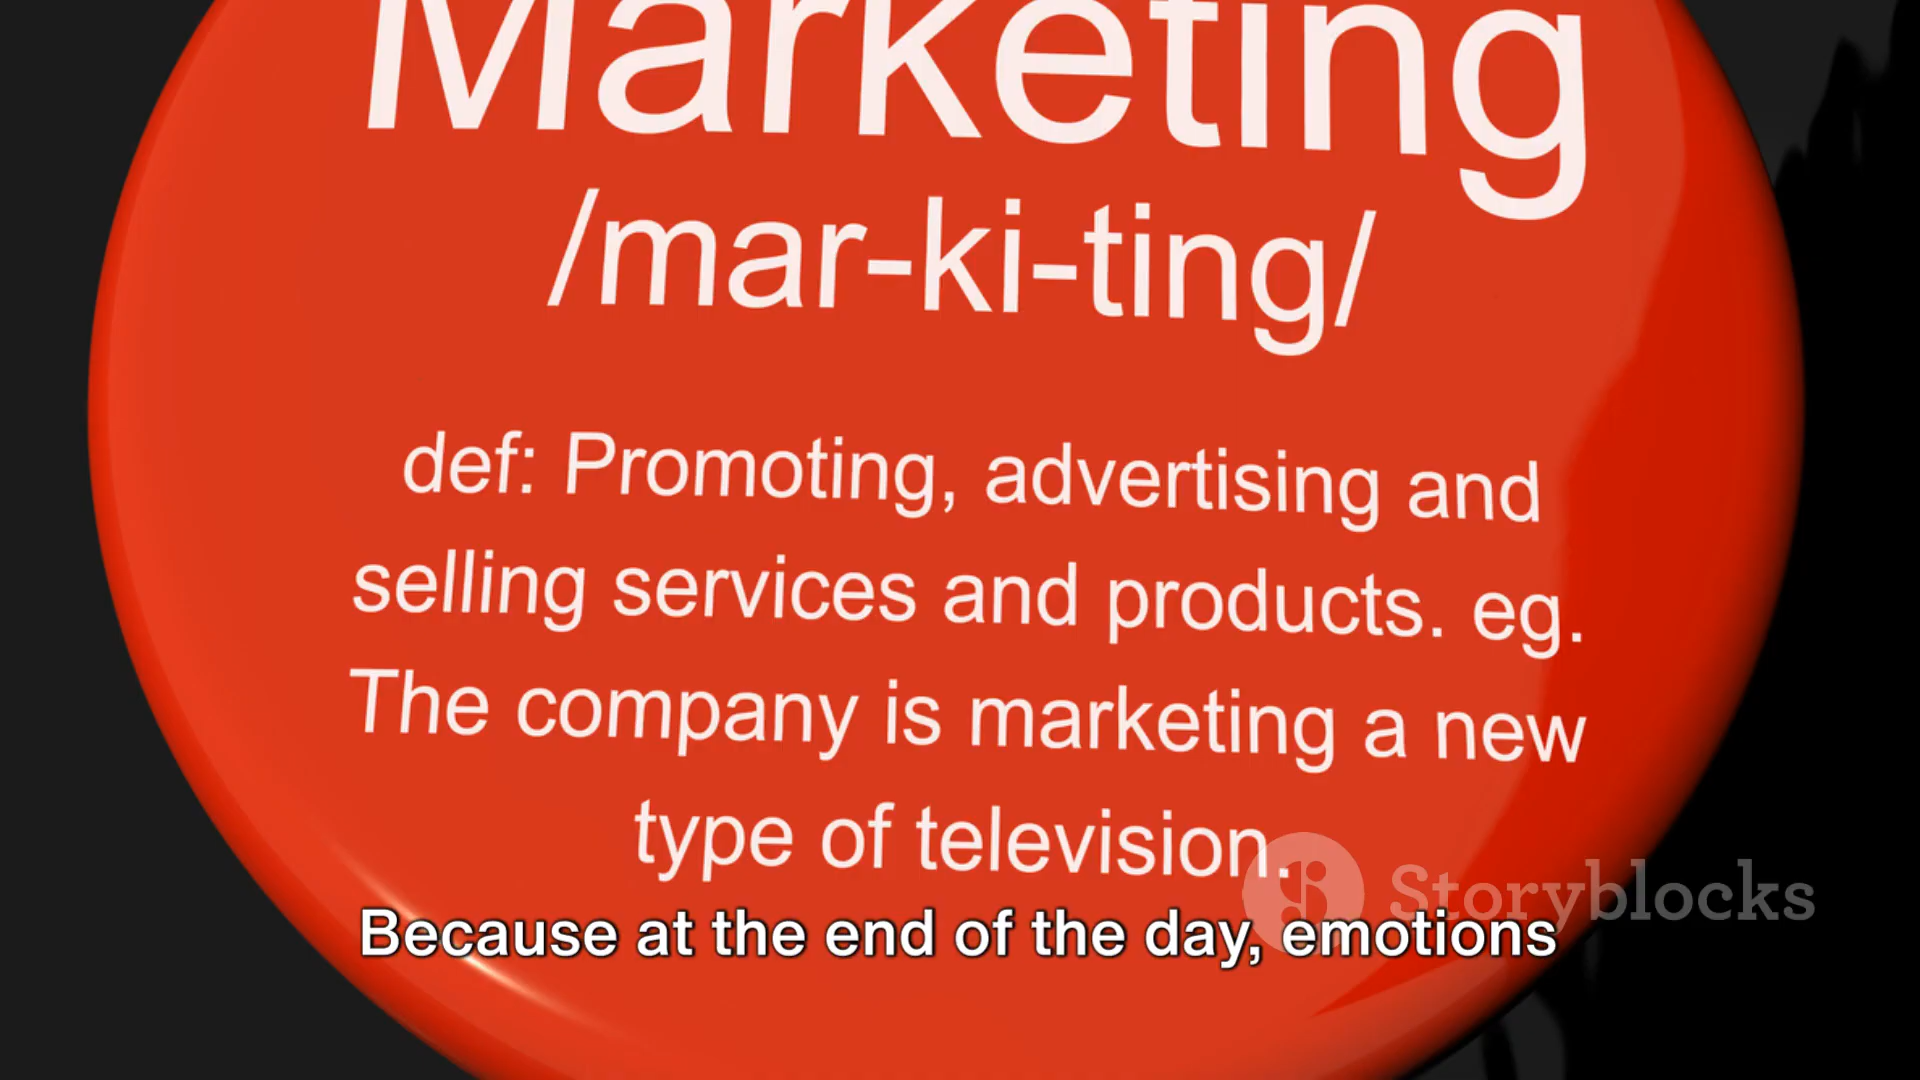 Marketing
/mar-ki-ting/
def: Promoting, advertising and
selling services and products. eg.
The company is marketing a new
type of television.
Storyblocks
Because at the end of the day, emotions